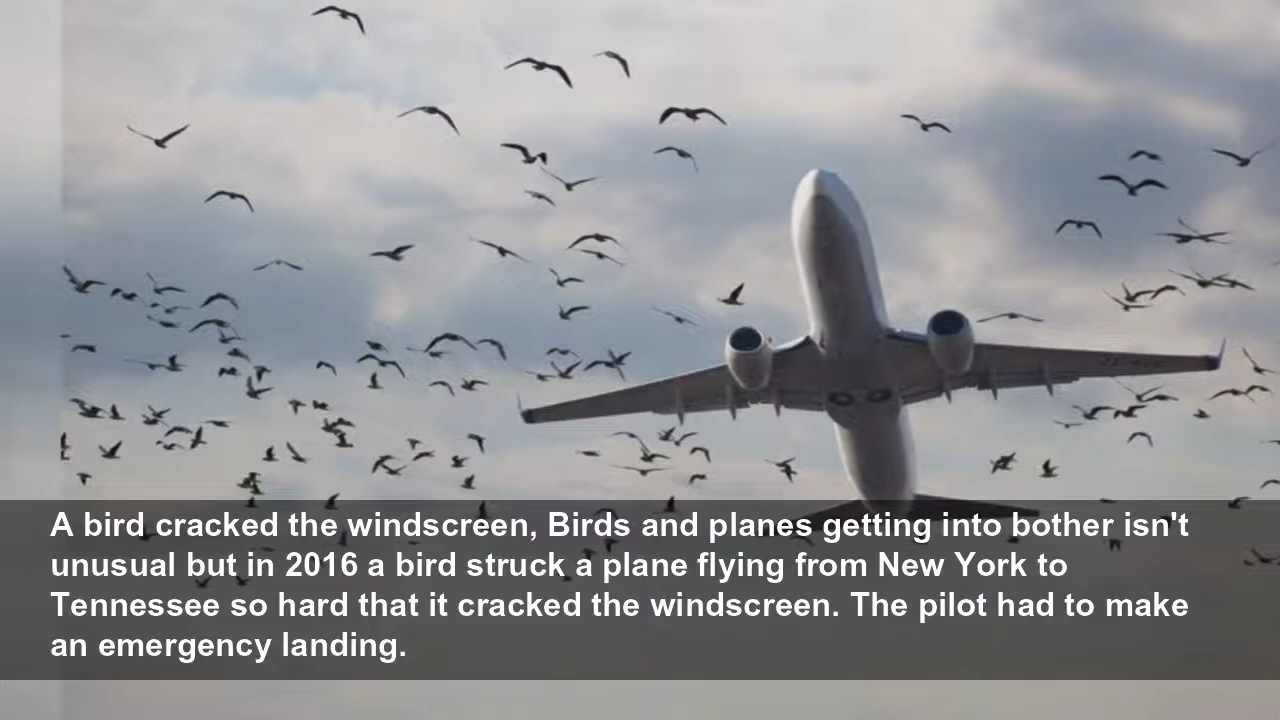 A bird cracked the windscreen, Birds and planes getting into bother isn't
unusual but in 2016 a bird struck a plane flying from New York to
Tennessee so hard that it cracked the windscreen. The pilot had to make
an emergency landing.